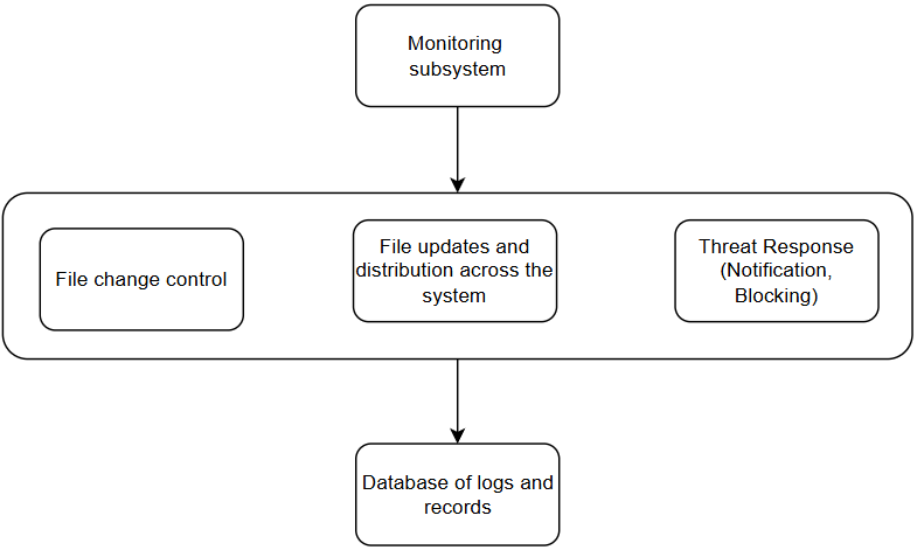 Monitoring
subsystem
File change control
File updates and
distribution across the
system
Threat Response
(Notification,
Blocking)
Database of logs and
records